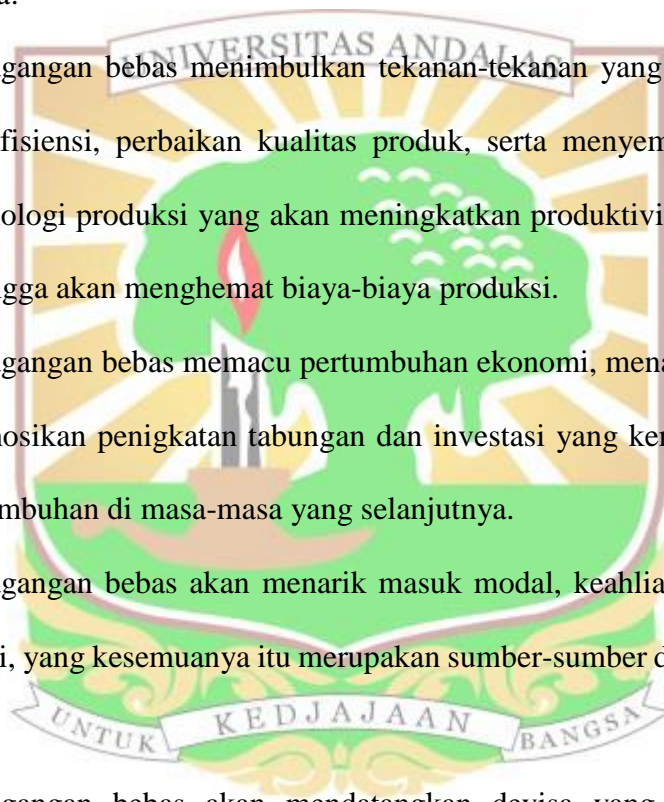 UNIVERSITAS ANDALAS
gangan bebas menimbulkan tekanan-tekanan yang
fisiensi, perbaikan kualitas produk, serta menyem
ologi produksi yang akan meningkatkan produktivi
ngga akan menghemat biaya-biaya produksi.
gangan bebas memacu pertumbuhan ekonomi, mena
nosikan penigkatan tabungan dan investasi yang ke
mbuhan di masa-masa yang selanjutnya.
gangan bebas akan menarik masuk modal, keahlia
i, yang kesemuanya itu merupakan sumber-sumber d
UNTUK KEDJAJAAN BANGSA
gangan bebas akan mendatangkan devisa yang